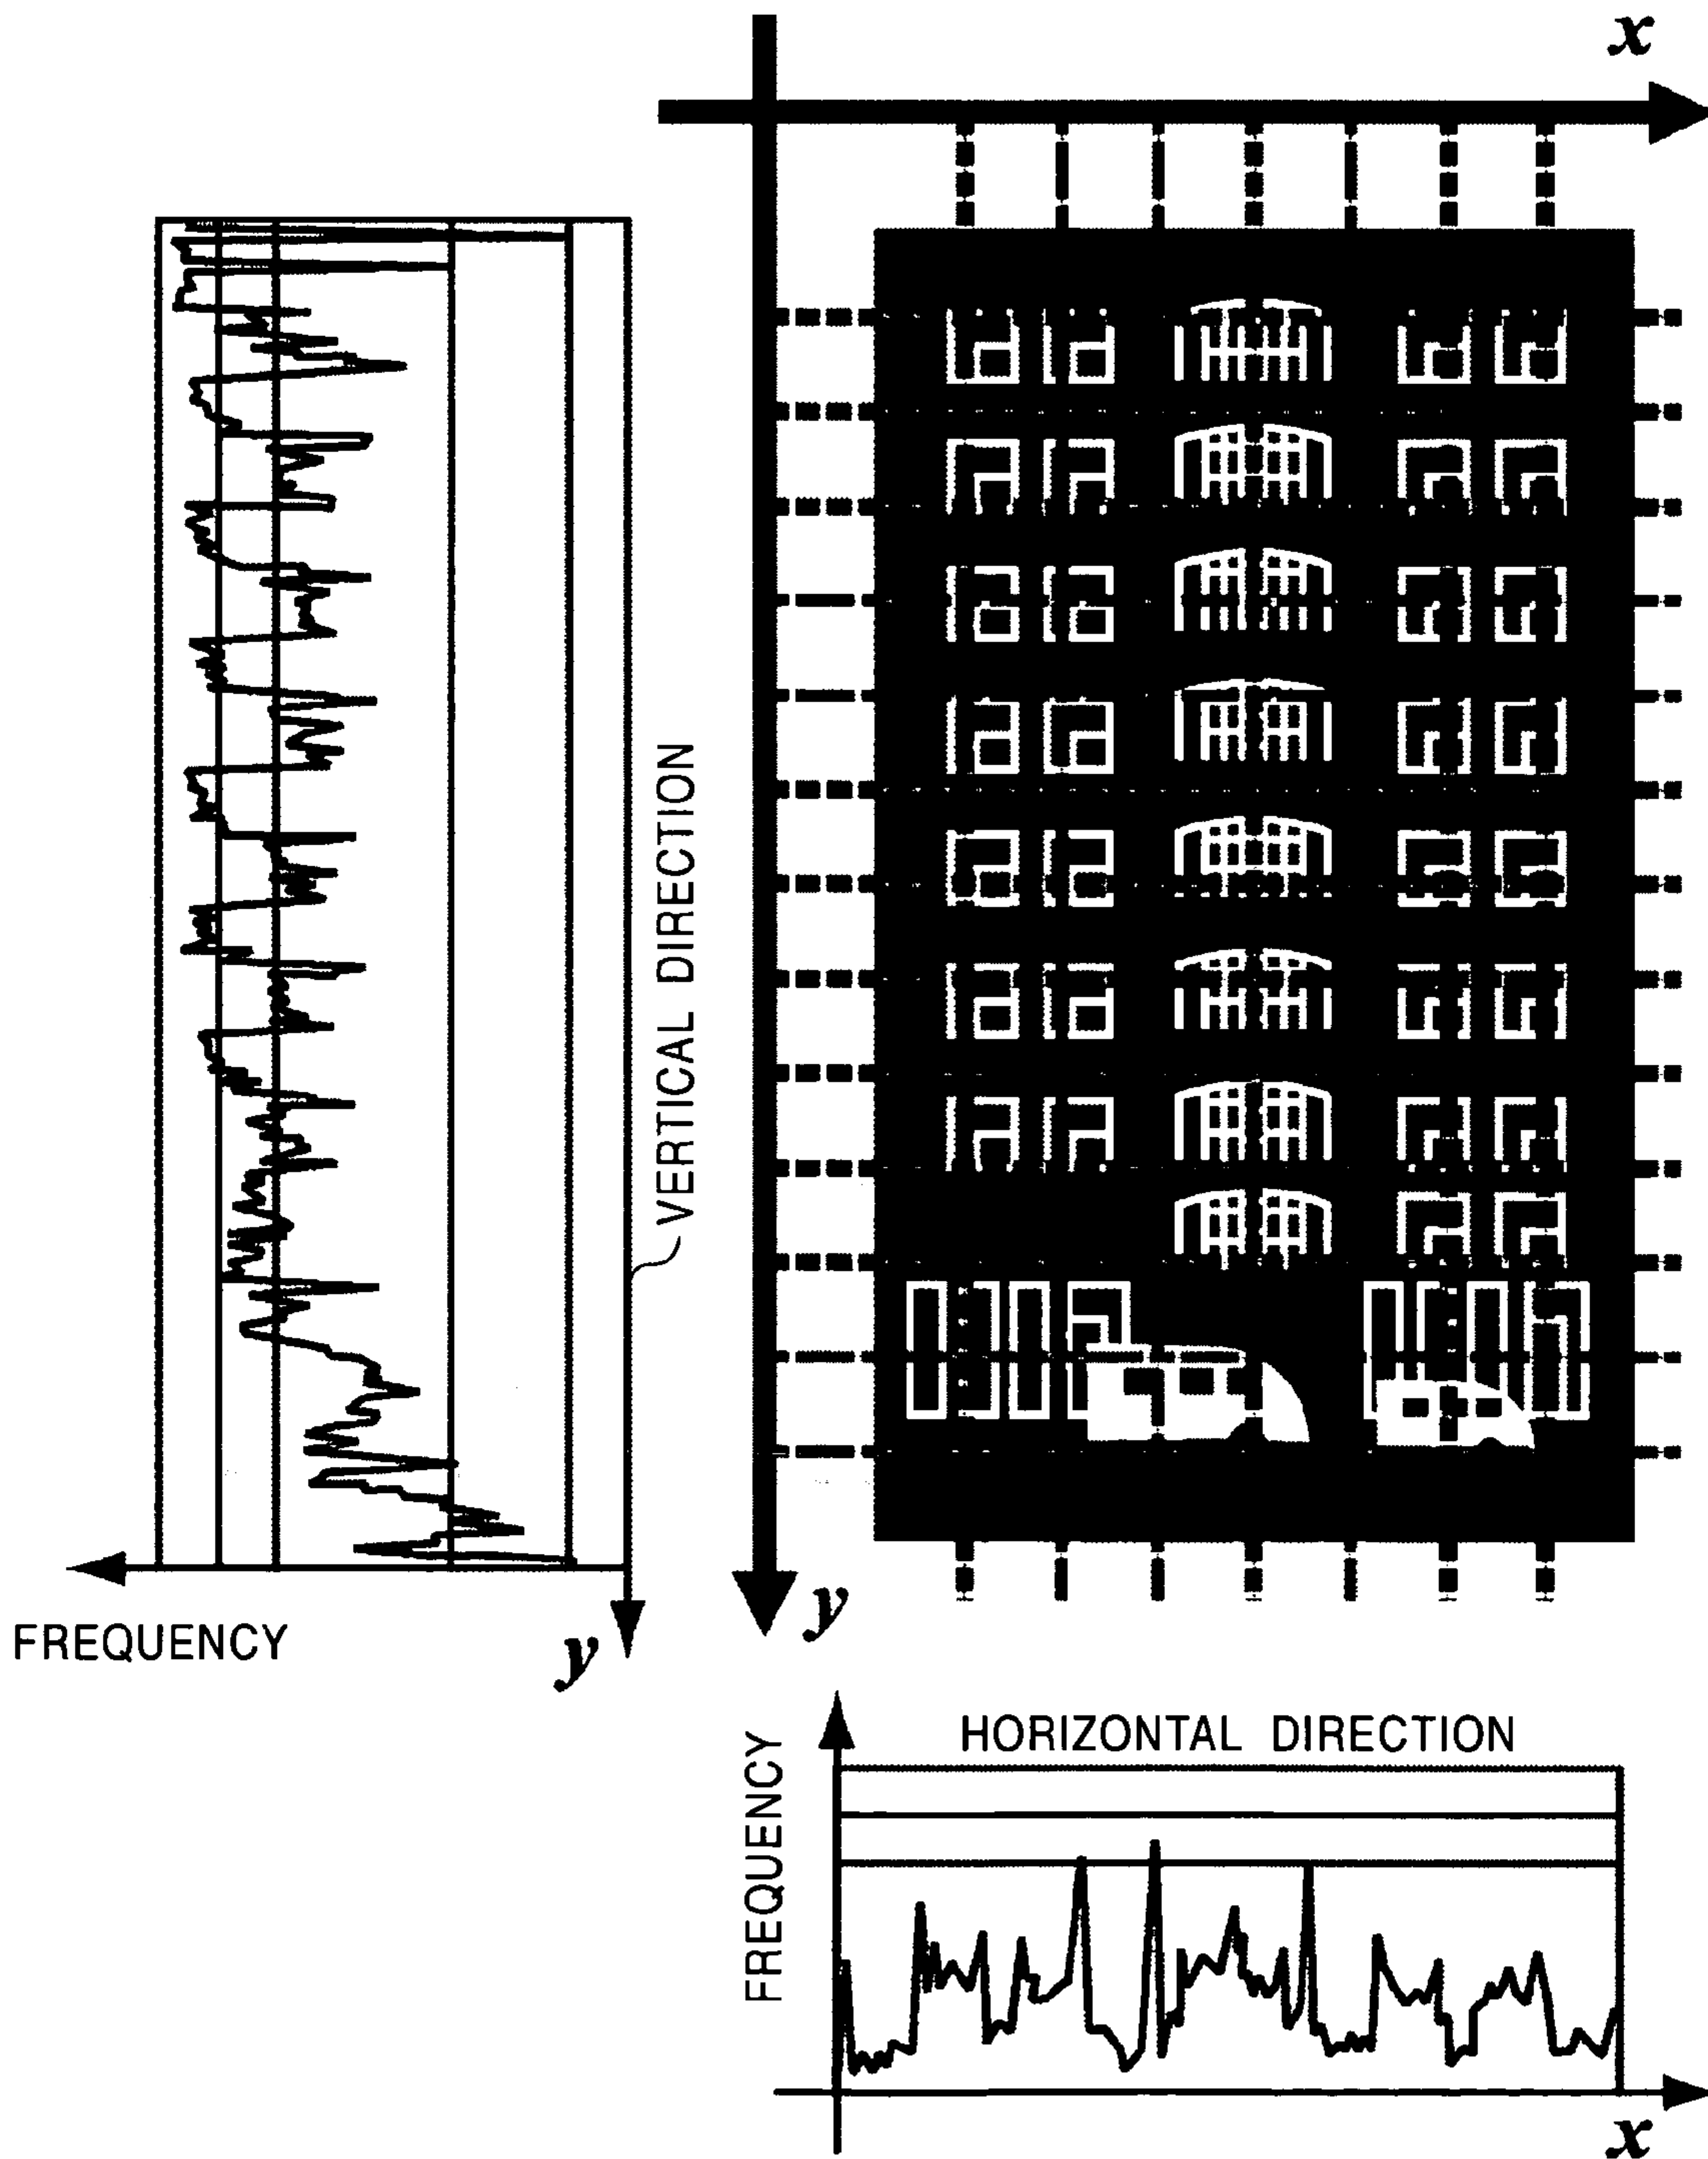 x
VERTICAL DIRECTION
FREQUENCY
y
y
HORIZONTAL DIRECTION
FREQUENCY
x